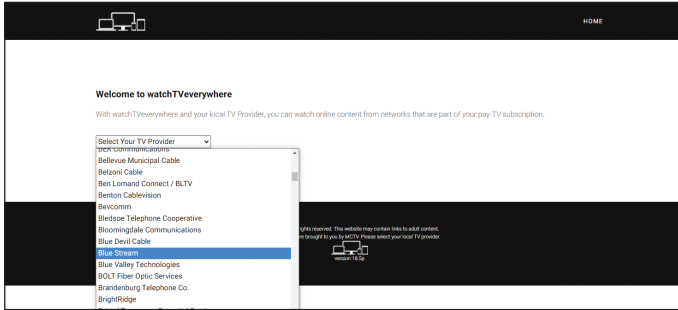 HOME
Welcome to watchTVeverywhere
With watchTVeverywhere and your local TV Provider, you can watch online content from networks that are part of your pay-TV subscription.
Select Your TV Provider
BEK Communications
Bellevue Municipal Cable
Belzoni Cable
Ben Lomand Connect / BLTV
Benton Cablevision
Bevcomm
Bledsoe Telephone Cooperative
Bloomingdale Communications
Blue Devil Cable
Blue Stream
Blue Valley Technologies
BOLT Fiber Optic Services
Brandenburg Telephone Co.
BrightRidge
rights reserved. This website may contain links to adult content.
brought to you by MCTV. Please select your local TV provider.
version 18.5p